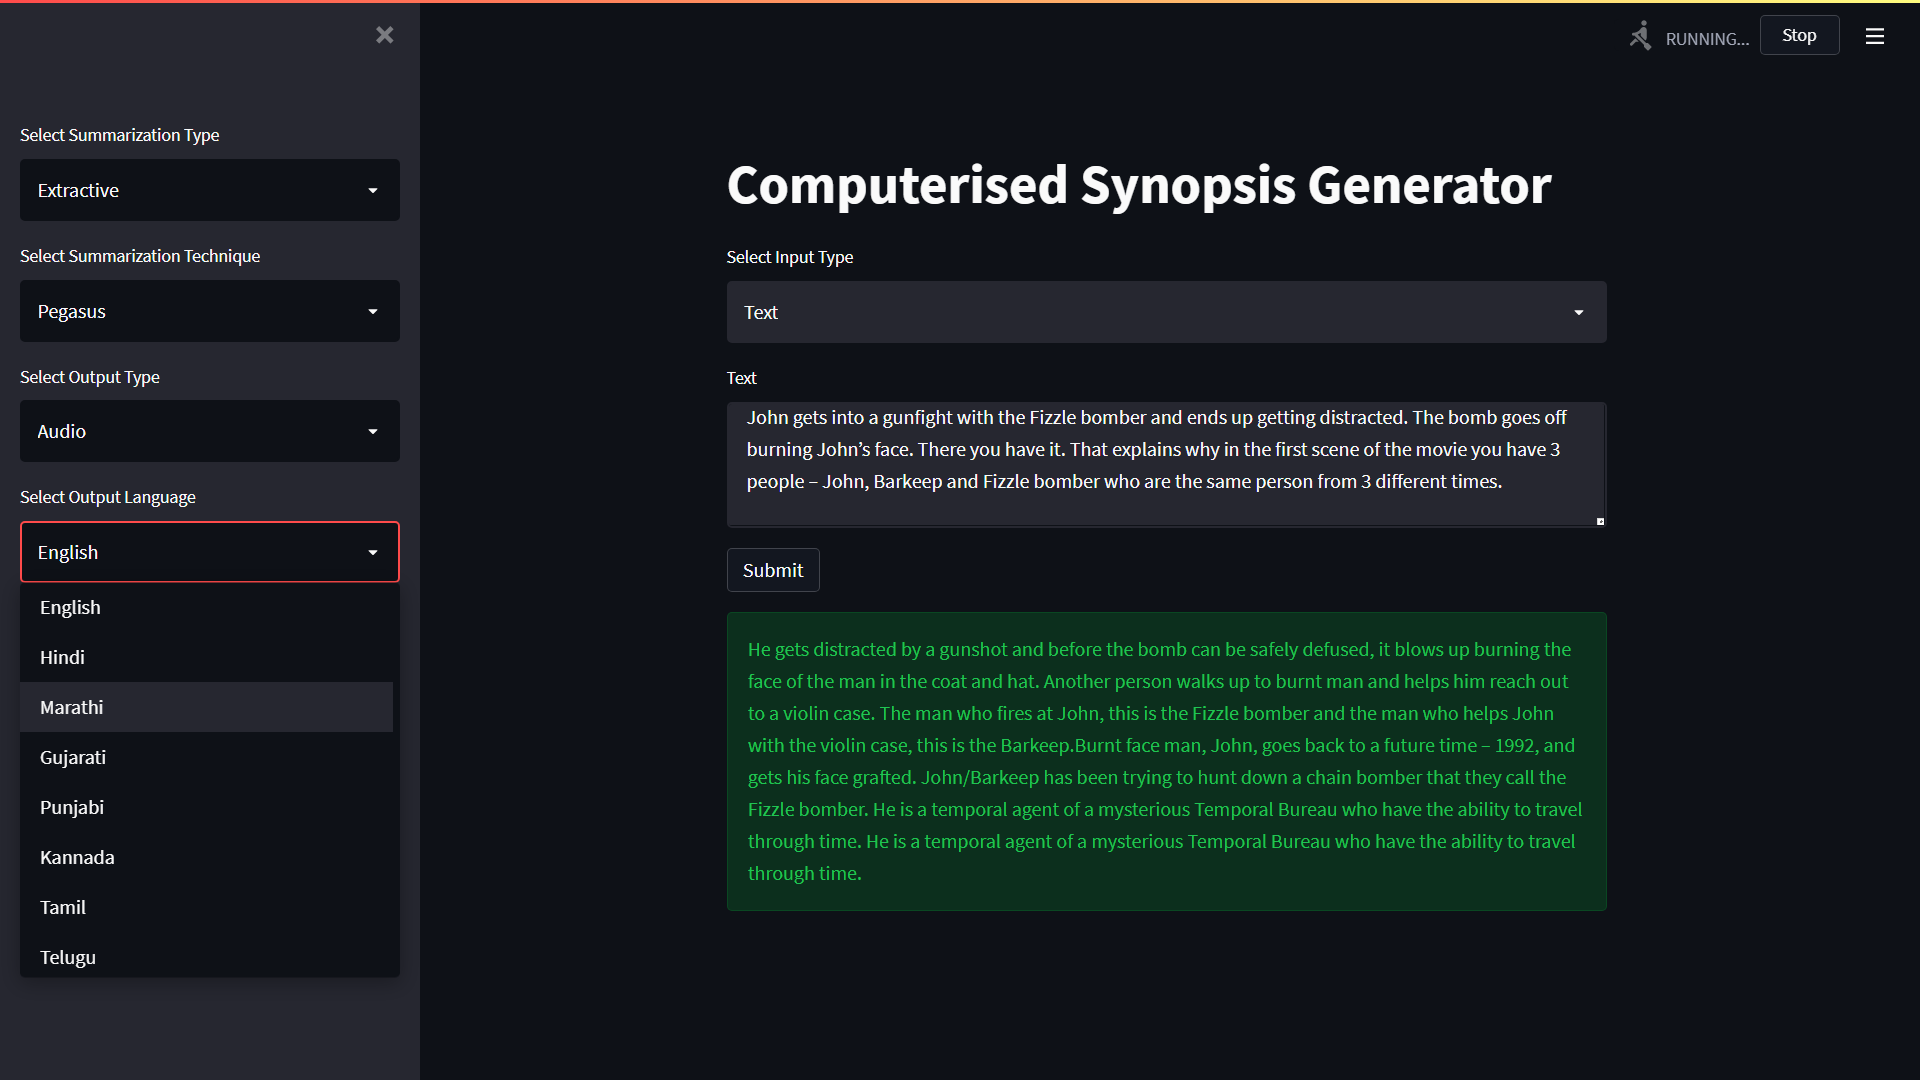 RUNNING...
Stop
Select Summarization Type
Extractive
Select Summarization Technique
Pegasus
Select Output Type
Audio
Select Output Language
English
English
Hindi
Marathi
Gujarati
Punjabi
Kannada
Tamil
Telugu
Computerised Synopsis Generator
Select Input Type
Text
Text
John gets into a gunfight with the Fizzle bomber and ends up getting distracted. The bomb goes off
burning John’s face. There you have it. That explains why in the first scene of the movie you have 3
people – John, Barkeep and Fizzle bomber who are the same person from 3 different times.
Submit
He gets distracted by a gunshot and before the bomb can be safely defused, it blows up burning the
face of the man in the coat and hat. Another person walks up to burnt man and helps him reach out
to a violin case. The man who fires at John, this is the Fizzle bomber and the man who helps John
with the violin case, this is the Barkeep.Burnt face man, John, goes back to a future time – 1992, and
gets his face grafted. John/Barkeep has been trying to hunt down a chain bomber that they call the
Fizzle bomber. He is a temporal agent of a mysterious Temporal Bureau who have the ability to travel
through time. He is a temporal agent of a mysterious Temporal Bureau who have the ability to travel
through time.